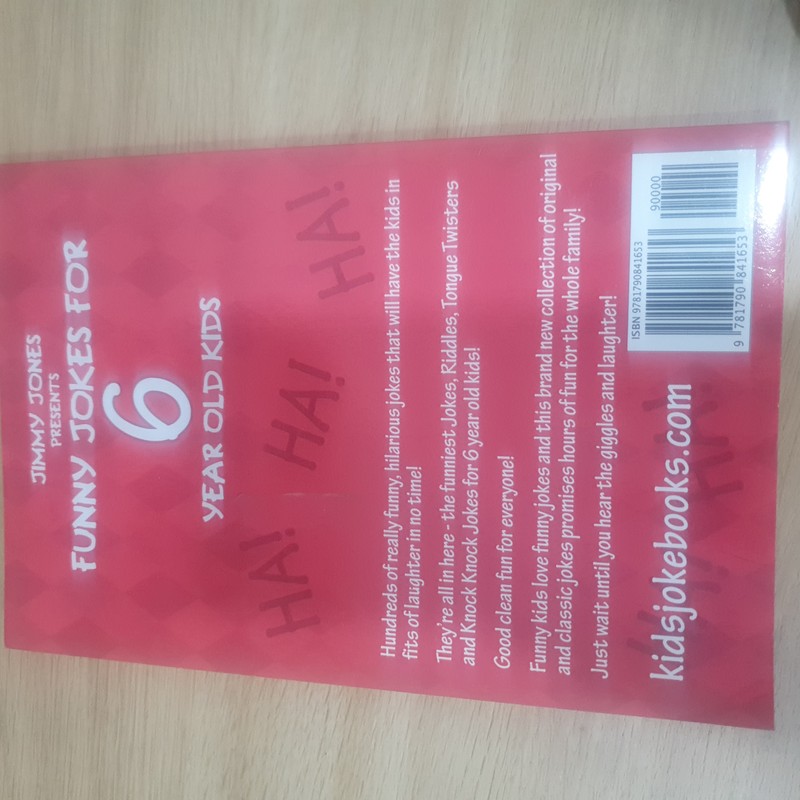 JIMMY JONES
PRESENTS
FUNNY JOKES FOR
6
YEAR OLD KIDS
HA! HA! HA!
HA!
Hundreds of really funny, hilarious jokes that will have the kids in
fits of laughter in no time!
They're all in here - the funniest Jokes, Riddles, Tongue Twisters
and Knock Knock Jokes for 6 year old kids!
Good clean fun for everyone!
Funny kids love funny jokes and this brand new collection of original
and classic jokes promises hours of fun for the whole family!
Just wait until you hear the giggles and laughter!
kidsjokebooks.com
HA! HA!
ISBN 9781790841653
90000
9 781790 841653